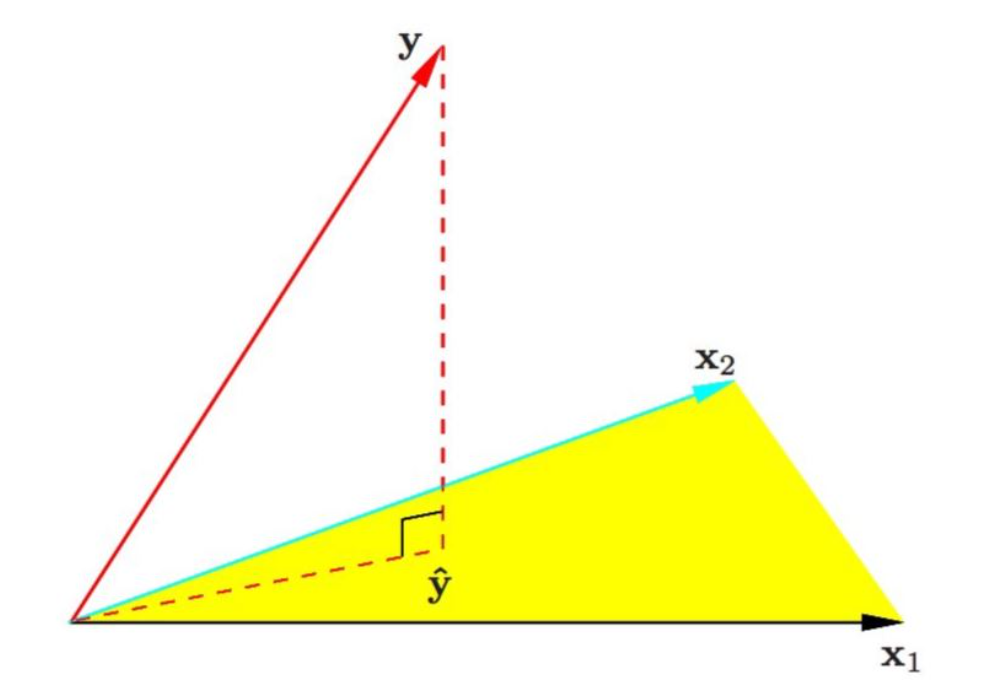 y
x₂
ŷ
x₁